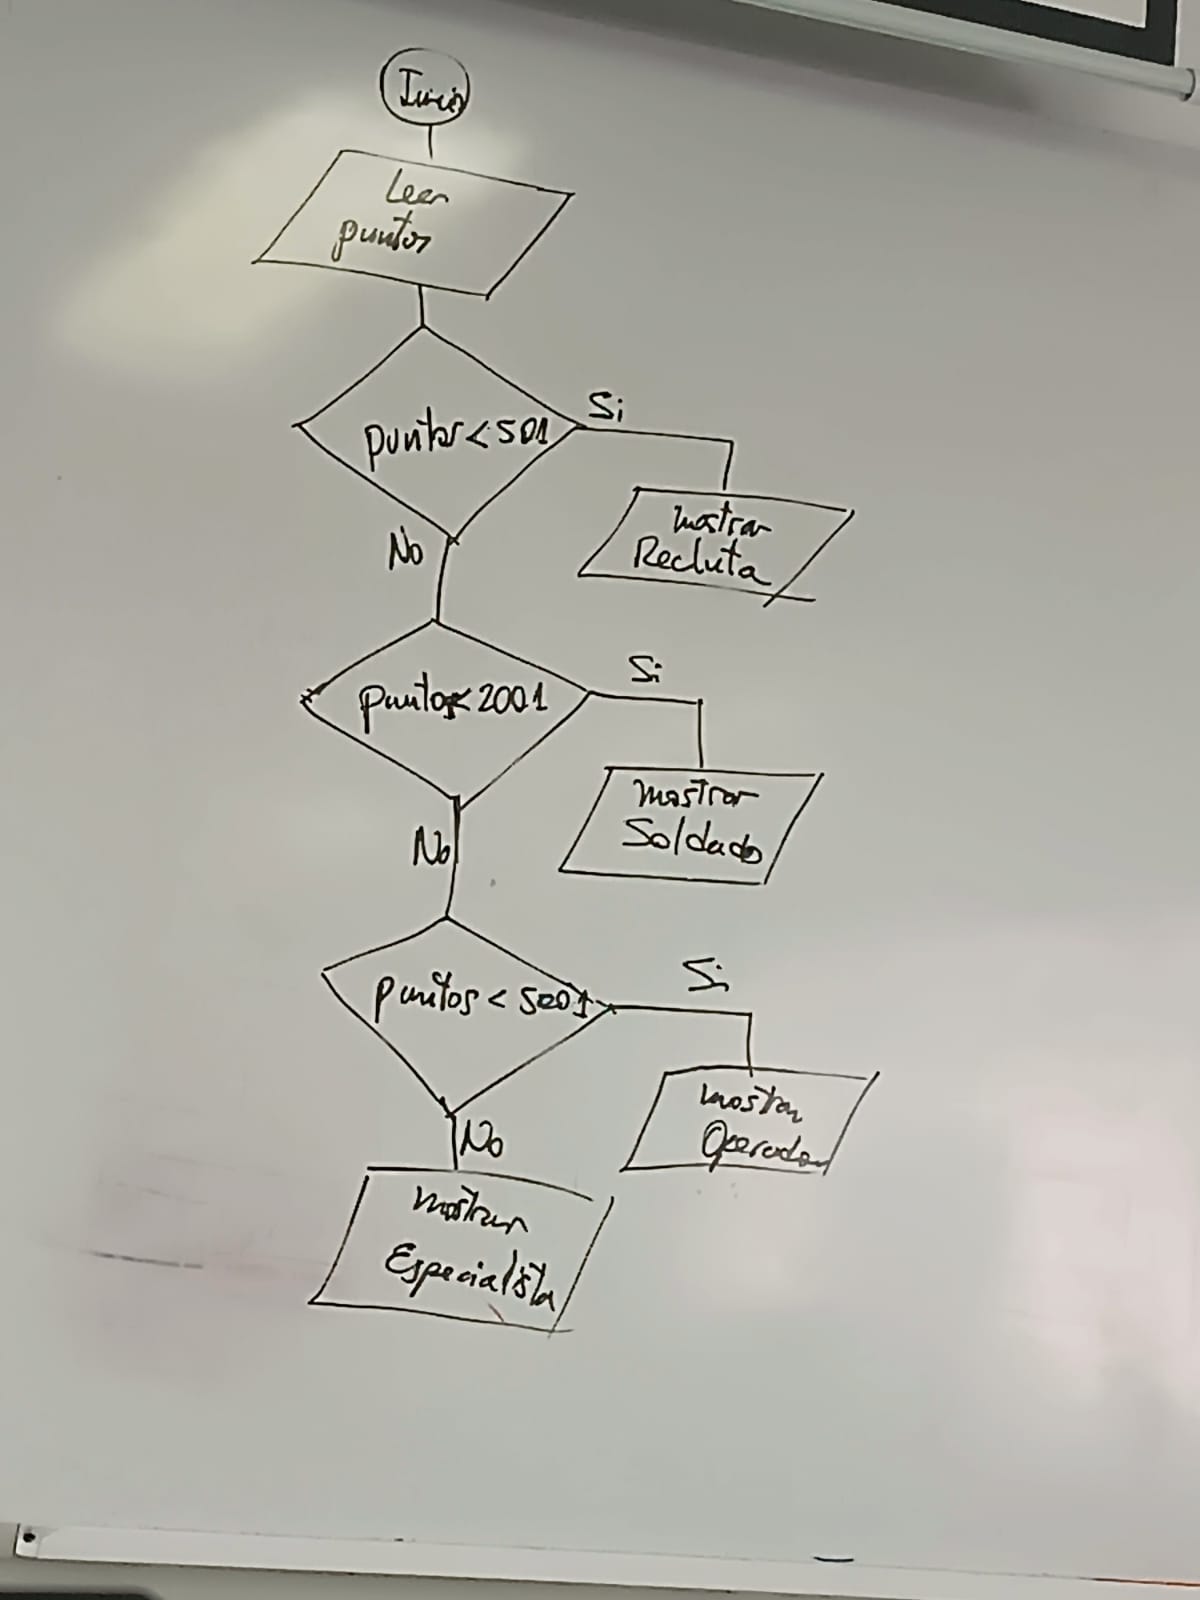 Inicio
Leer
puntos
puntos < 501
Si
mostrar
Recluta
No
puntos < 2001
Si
mostrar
Soldado
No
puntos < 5001
Si
mostrar
Operador
No
mostrar
Especialista